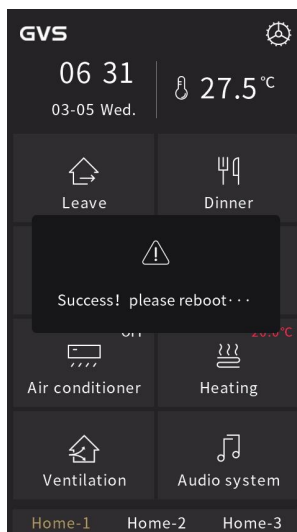 GVS
06 31
03-05 Wed.
27.5℃
Leave
Dinner
Success! please reboot···
Air conditioner
Heating
Ventilation
Audio system
Home-1
Home-2
Home-3